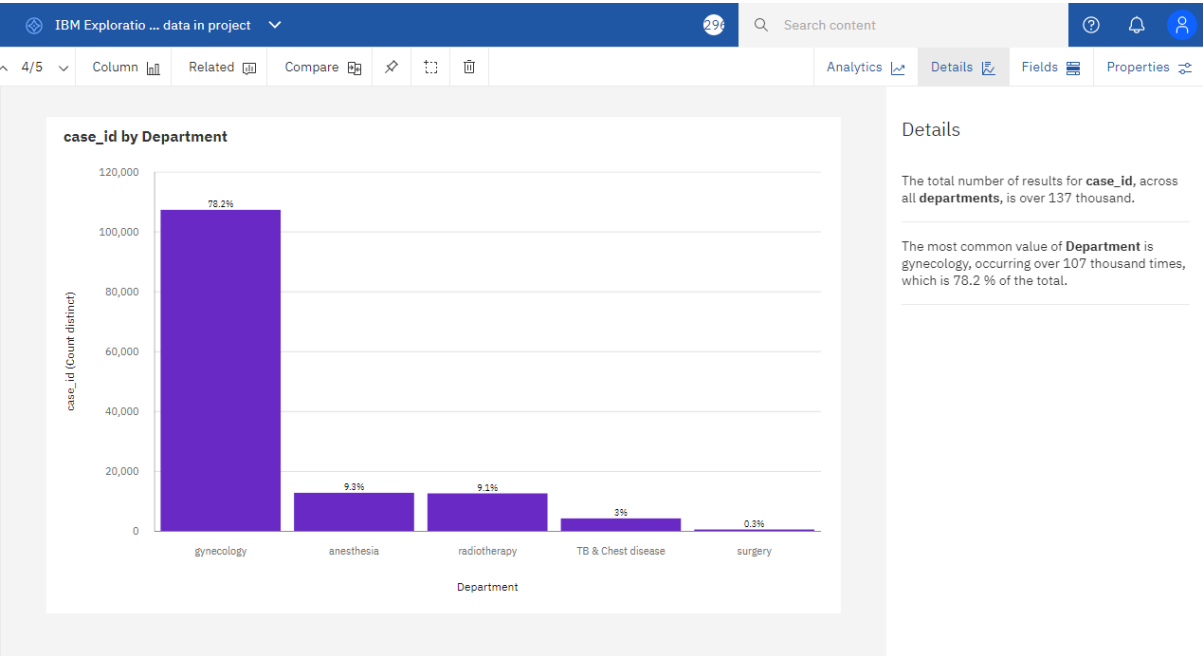 IBM Exploratio ... data in project
296
Search content
4/5
Column
Related
Compare
Analytics
Details
Fields
Properties
case_id by Department
120,000
100,000
80,000
60,000
40,000
20,000
0
case_id (Count distinct)
78.2%
9.3%
9.1%
3%
0.3%
gynecology
anesthesia
radiotherapy
TB & Chest disease
surgery
Department
Details
The total number of results for case_id, across
all departments, is over 137 thousand.
The most common value of Department is
gynecology, occurring over 107 thousand times,
which is 78.2 % of the total.